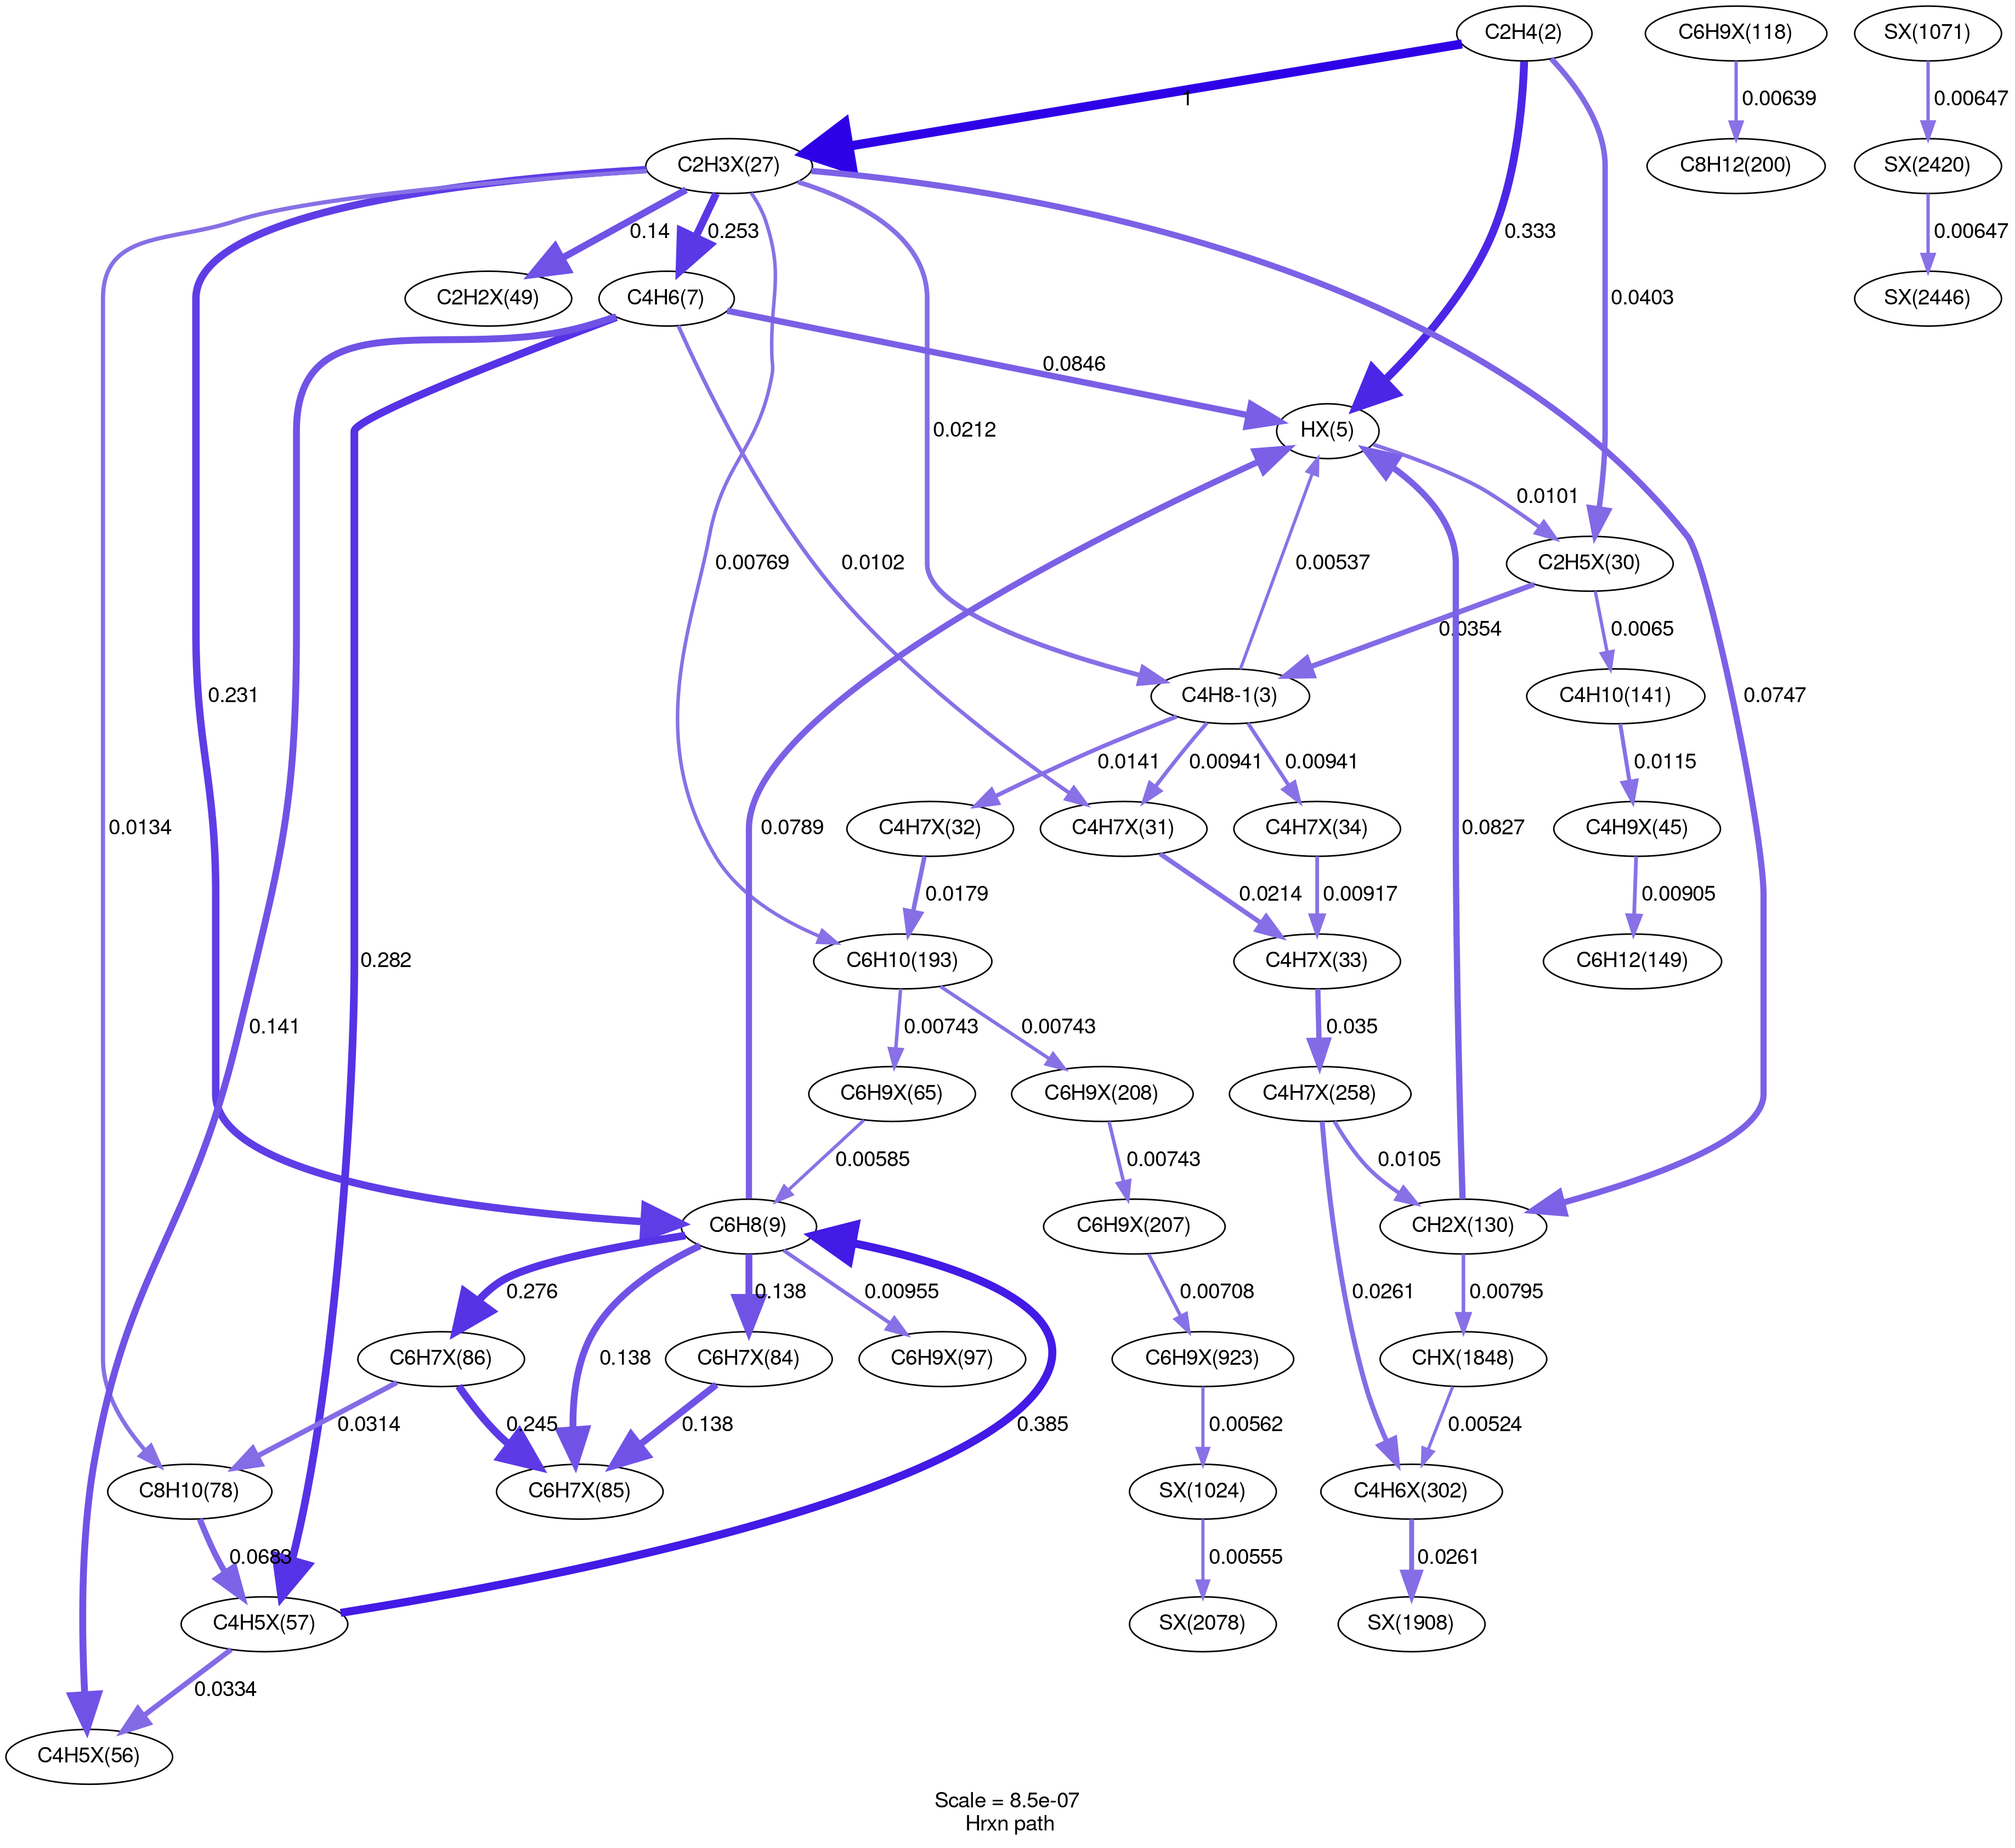 C2H4(2)
C6H9X(118)
SX(1071)
1
0.00639
0.00647
C2H3X(27)
C8H12(200)
SX(2420)
0.14
0.253
0.333
0.0403
0.00647
C2H2X(49)
C4H6(7)
SX(2446)
0.0846
HX(5)
0.0212
0.0101
0.00769
0.0102
0.00537
C2H5X(30)
0.0354
0.0065
0.231
C4H8-1(3)
C4H10(141)
0.0747
0.0141
0.00941
0.00941
0.0115
0.0134
0.0789
C4H7X(32)
C4H7X(31)
C4H7X(34)
0.0827
C4H9X(45)
0.0179
0.0214
0.00917
0.00905
0.282
C6H10(193)
C4H7X(33)
C6H12(149)
0.141
0.00743
0.00743
0.035
C6H9X(65)
C6H9X(208)
C4H7X(258)
0.00585
0.00743
0.0105
C6H8(9)
C6H9X(207)
CH2X(130)
0.276
0.138
0.00955
0.00708
0.0261
0.00795
C6H7X(86)
0.138
C6H7X(84)
C6H9X(97)
C6H9X(923)
CHX(1848)
0.0314
0.245
0.138
0.385
0.00562
0.00524
C8H10(78)
C6H7X(85)
SX(1024)
C4H6X(302)
0.0683
0.00555
0.0261
C4H5X(57)
SX(2078)
SX(1908)
0.0334
C4H5X(56)
Scale = 8.5e-07
Hrxn path